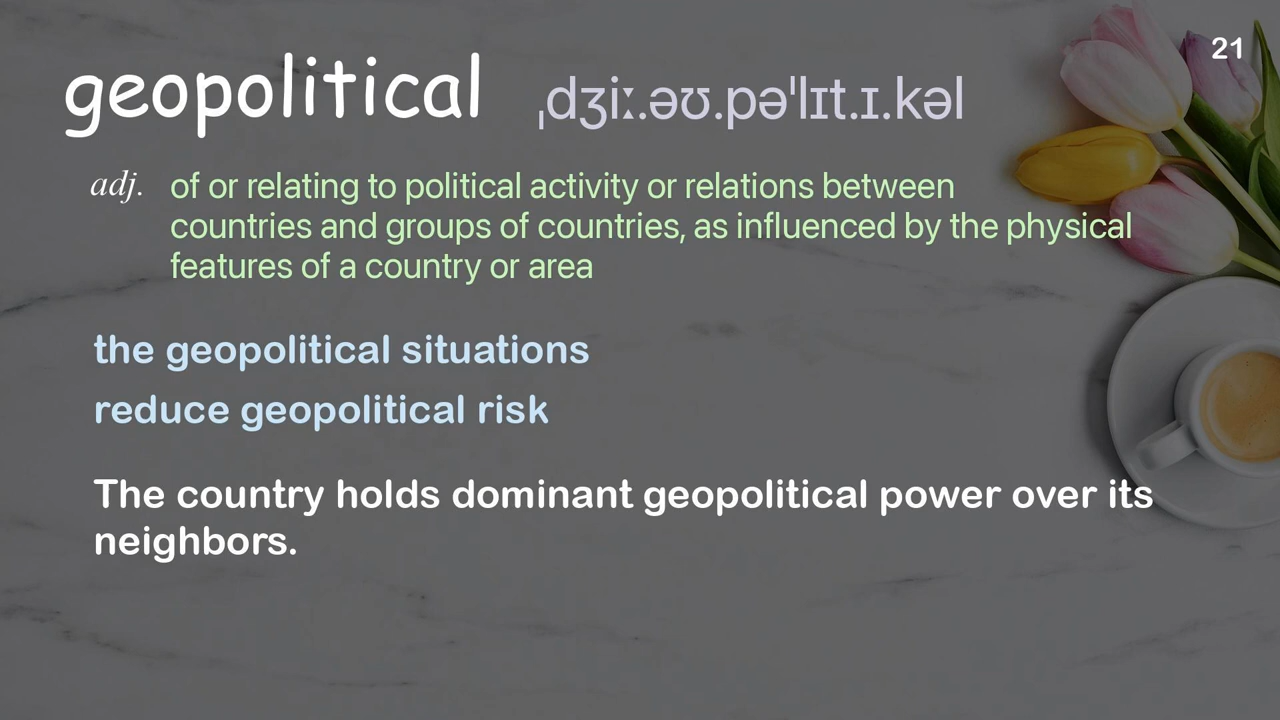 21
geopolitical ˌdʒiː.əʊ.pəˈlɪt.ɪ.kəl
adj. of or relating to political activity or relations between
countries and groups of countries, as influenced by the physical
features of a country or area
the geopolitical situations
reduce geopolitical risk
The country holds dominant geopolitical power over its
neighbors.